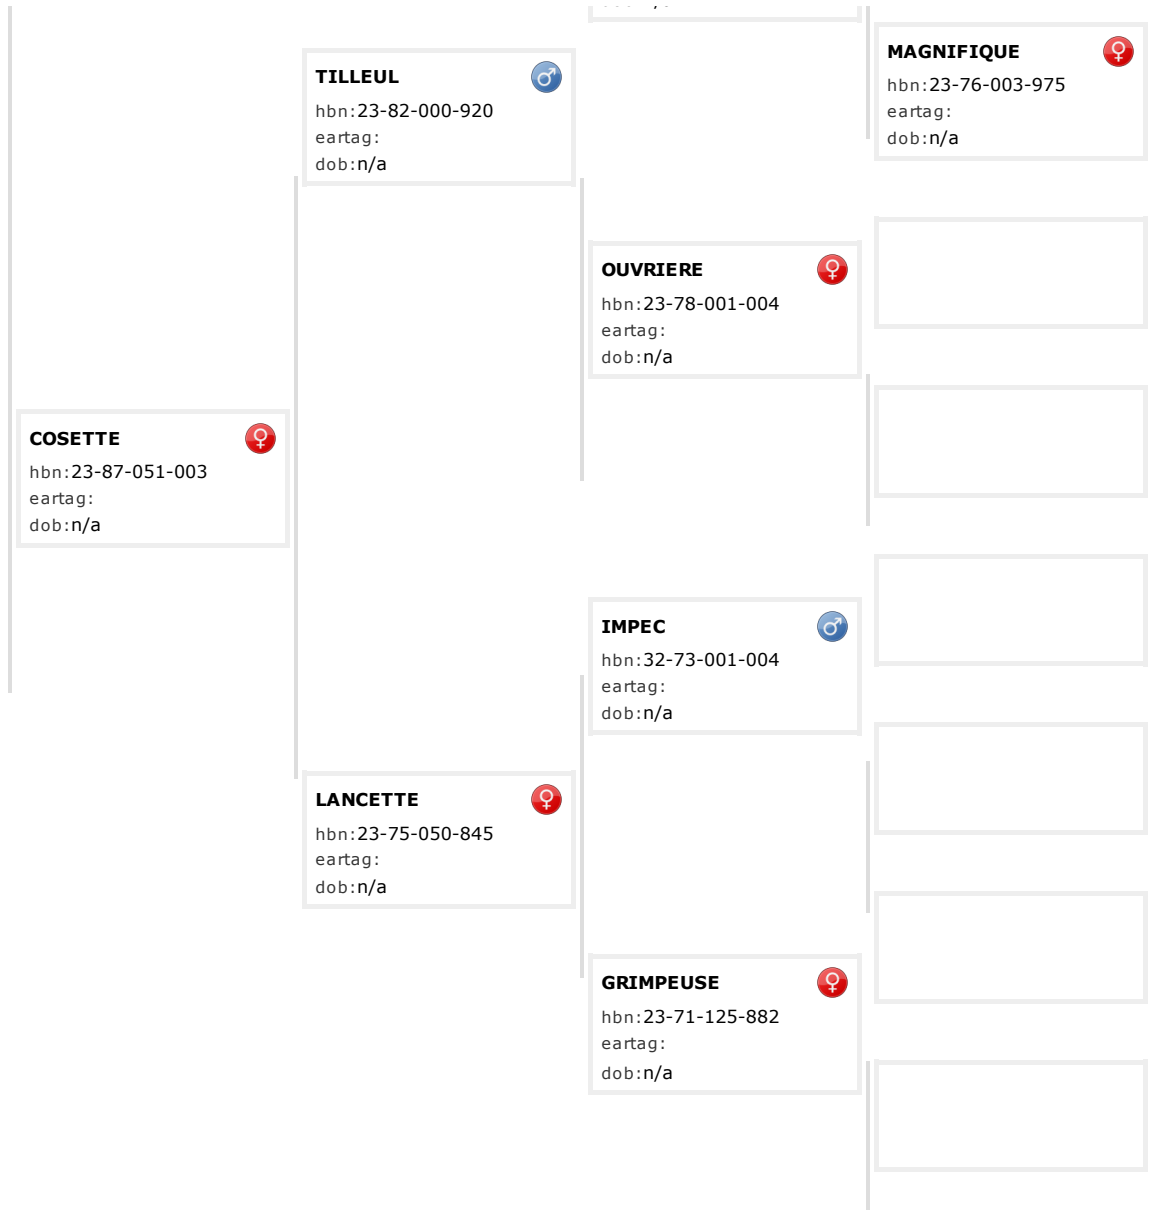 MAGNIFIQUE
hbn:23-76-003-975
eartag:
dob:n/a
TILLEUL
hbn:23-82-000-920
eartag:
dob:n/a
OUVRIERE
hbn:23-78-001-004
eartag:
dob:n/a
COSETTE
hbn:23-87-051-003
eartag:
dob:n/a
IMPEC
hbn:32-73-001-004
eartag:
dob:n/a
LANCETTE
hbn:23-75-050-845
eartag:
dob:n/a
GRIMPEUSE
hbn:23-71-125-882
eartag:
dob:n/a